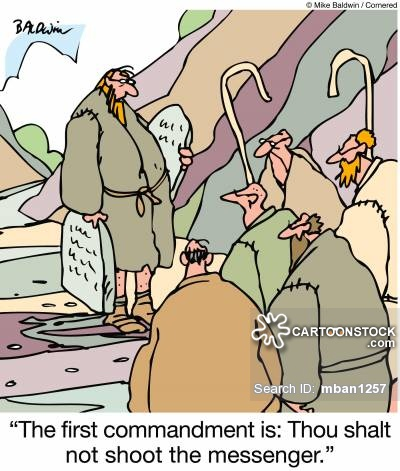 © Mike Baldwin / Cornered
BALDWIN
CARTOONSTOCK
.com
Search ID: mban1257
“The first commandment is: Thou shalt
not shoot the messenger.”